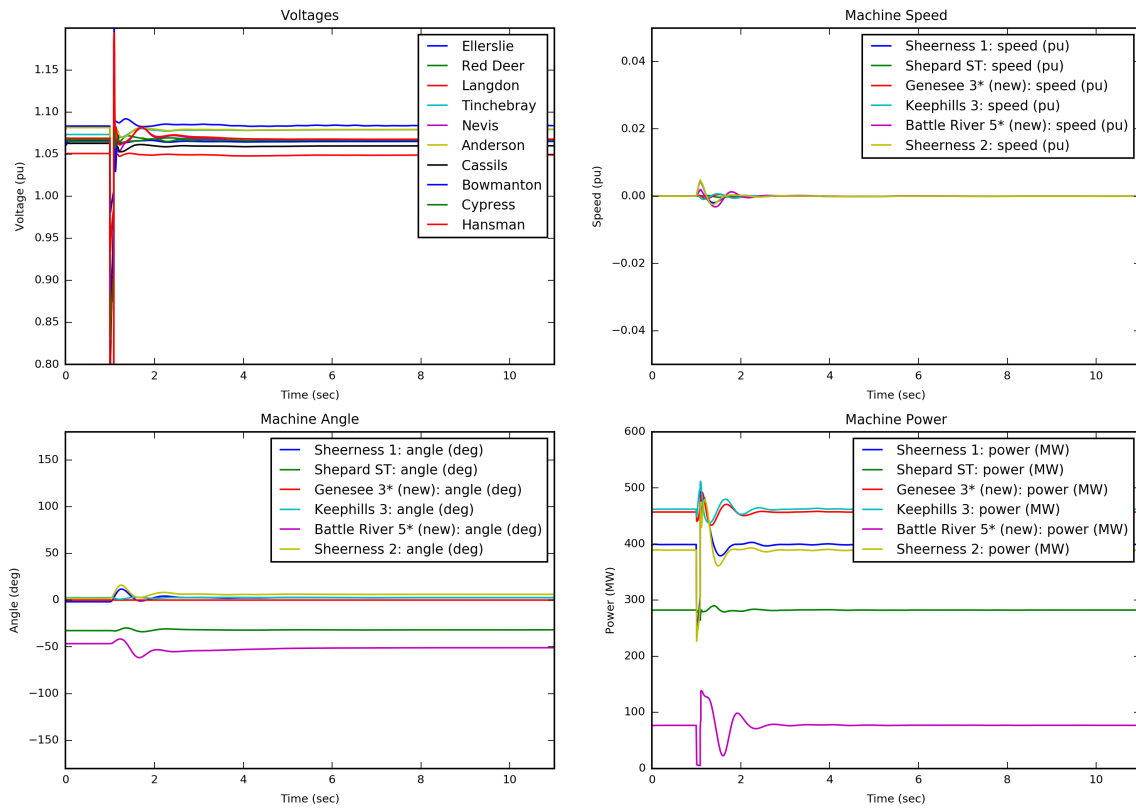 Voltages
Voltage (pu)
1.15
1.10
1.05
1.00
0.95
0.90
0.85
0.80
0 2 4 6 8 10
Time (sec)
Ellerslie
Red Deer
Langdon
Tinchebray
Nevis
Anderson
Cassils
Bowmanton
Cypress
Hansman
Machine Speed
Speed (pu)
0.04
0.02
0.00
−0.02
−0.04
0 2 4 6 8 10
Time (sec)
Sheerness 1: speed (pu)
Shepard ST: speed (pu)
Genesee 3* (new): speed (pu)
Keephills 3: speed (pu)
Battle River 5* (new): speed (pu)
Sheerness 2: speed (pu)
Machine Angle
Angle (deg)
150
100
50
0
−50
−100
−150
0 2 4 6 8 10
Time (sec)
Sheerness 1: angle (deg)
Shepard ST: angle (deg)
Genesee 3* (new): angle (deg)
Keephills 3: angle (deg)
Battle River 5* (new): angle (deg)
Sheerness 2: angle (deg)
Machine Power
Power (MW)
600
500
400
300
200
100
0
0 2 4 6 8 10
Time (sec)
Sheerness 1: power (MW)
Shepard ST: power (MW)
Genesee 3* (new): power (MW)
Keephills 3: power (MW)
Battle River 5* (new): power (MW)
Sheerness 2: power (MW)